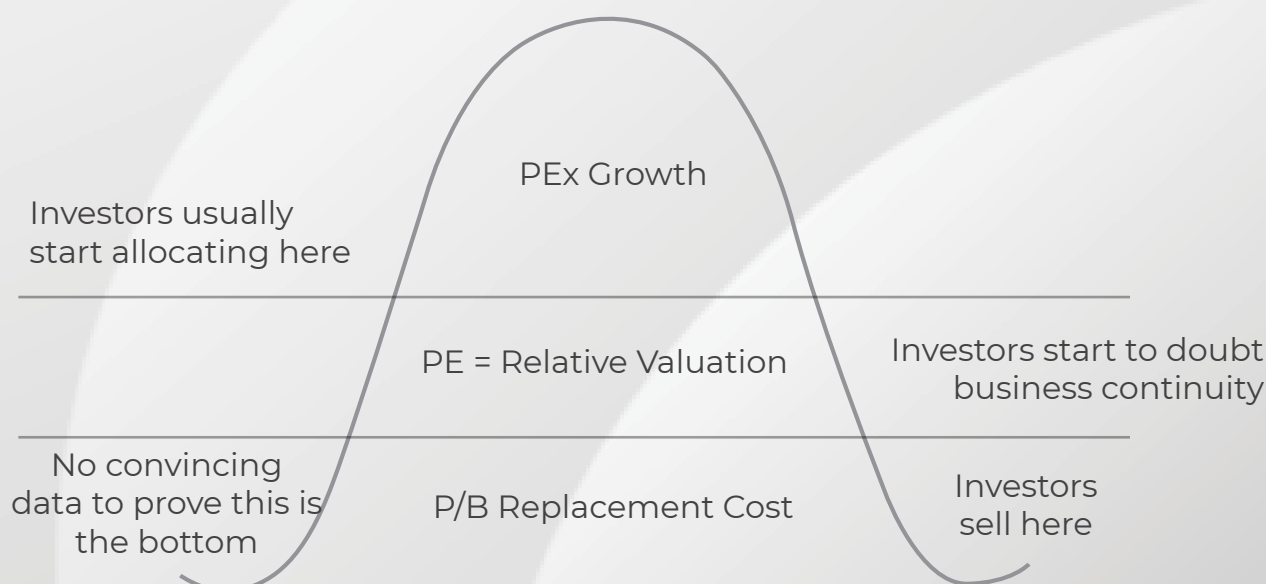 PEx Growth
Investors usually
start allocating here
PE = Relative Valuation
Investors start to doubt
business continuity
No convincing
data to prove this is
the bottom
P/B Replacement Cost
Investors
sell here